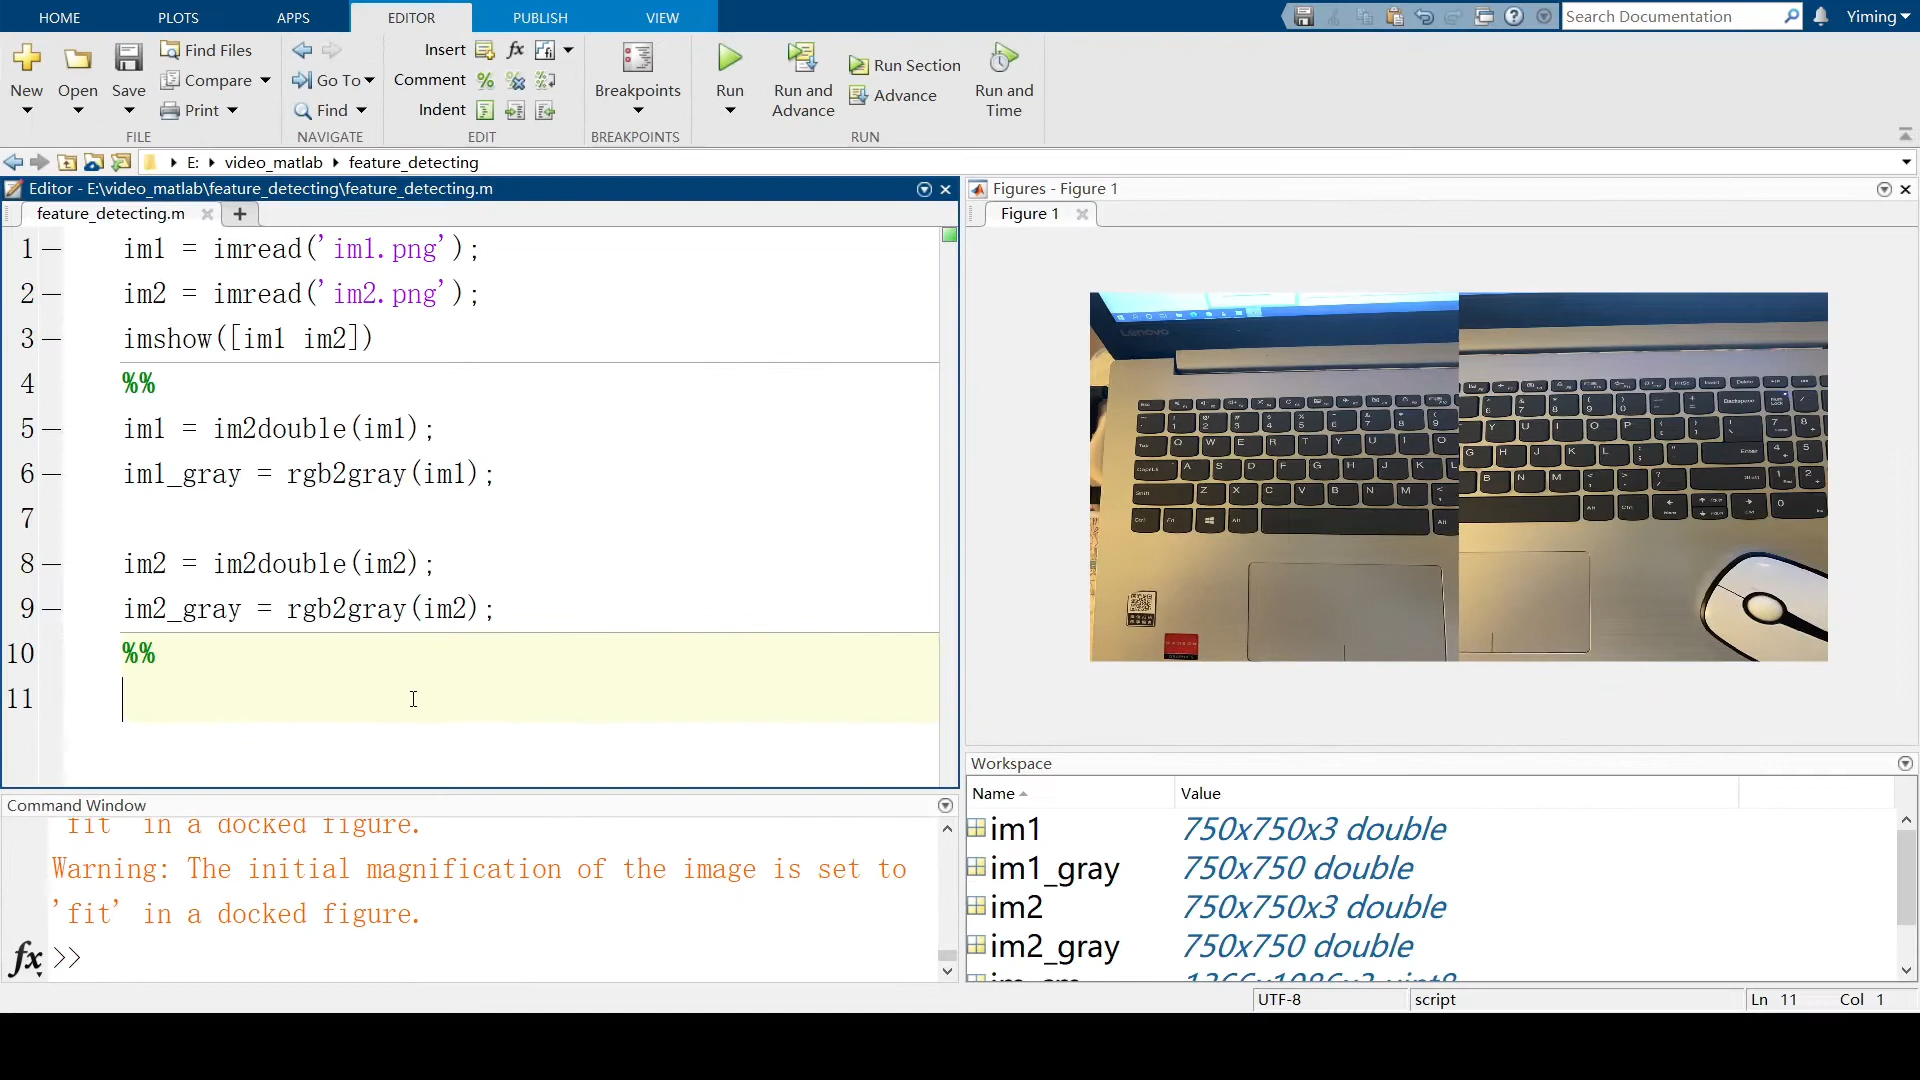 HOME PLOTS APPS EDITOR PUBLISH VIEW
Search Documentation Yiming
New Open Save
Find Files
Compare
Print
FILE
Go To
Find
NAVIGATE
Insert fx
Comment
Indent
EDIT
Breakpoints
BREAKPOINTS
Run
Run and Advance
Run Section
Advance
Run and Time
RUN
E: video_matlab feature_detecting
Editor - E:\video_matlab\feature_detecting\feature_detecting.m
feature_detecting.m
1 im1 = imread('im1.png');
2 im2 = imread('im2.png');
3 imshow([im1 im2])
4 %%
5 im1 = im2double(im1);
6 im1_gray = rgb2gray(im1);
7
8 im2 = im2double(im2);
9 im2_gray = rgb2gray(im2);
10 %%
11
Figures - Figure 1
Figure 1
Lenovo
Q W E R T Y U I O
A S D F G H J K L
Z X C V B N M
Backspace
Y U I O P
G H J K L Enter
B N M
Workspace
Name Value
im1 750x750x3 double
im1_gray 750x750 double
im2 750x750x3 double
im2_gray 750x750 double
Command Window
'fit' in a docked figure.
Warning: The initial magnification of the image is set to
'fit' in a docked figure.
fx >>
UTF-8 script Ln 11 Col 1